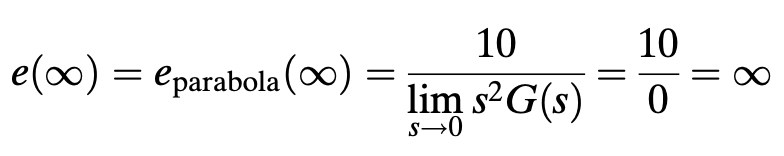 e(∞) = e_parabola(∞) = 10 / lim_{s→0} s²G(s) = 10/0 = ∞